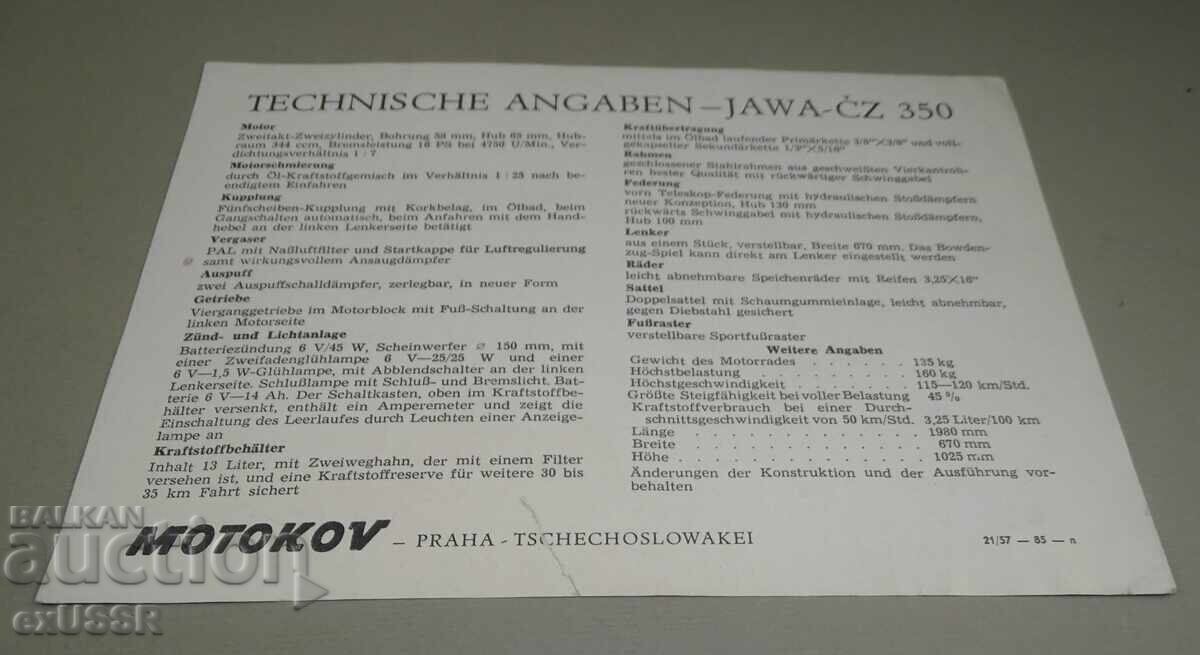 TECHNISCHE ANGABEN – JAWA-ČZ 350
Motor
Zweitakt-Zweizylinder, Bohrung 58 mm, Hub 65 mm, Hub-
raum 344 ccm, Bremsleistung 16 PS bei 4750 U/Min., Ver-
dichtungsverhältnis 1 : 7
Motorschmierung
durch Öl-Kraftstoffgemisch im Verhältnis 1 : 25 nach be-
endigtem Einfahren
Kupplung
Fünfscheiben-Kupplung mit Korkbelag, im Ölbad, beim
Gangschalten automatisch, beim Anfahren mit dem Hand-
hebel an der linken Lenkerseite betätigt
Vergaser
PAL mit Naßluftfilter und Startkappe für Luftregulierung
samt wirkungsvollem Ansaugdämpfer
Auspuff
zwei Auspuffschalldämpfer, zerlegbar, in neuer Form
Getriebe
Vierganggetriebe im Motorblock mit Fuß-Schaltung an der
linken Motorseite
Zünd- und Lichtanlage
Batteriezündung 6 V/45 W, Scheinwerfer ⌀ 150 mm, mit
einer Zweifadenglühlampe 6 V—25/25 W und einer
6 V—1,5 W-Glühlampe, mit Abblendschalter an der linken
Lenkerseite. Schlußlampe mit Schluß- und Bremslicht. Bat-
terie 6 V—14 Ah. Der Schaltkasten, oben im Kraftstoffbe-
hälter versenkt, enthält ein Amperemeter und zeigt die
Einschaltung des Leerlaufes durch Leuchten einer Anzeige-
lampe an
Kraftstoffbehälter
Inhalt 13 Liter, mit Zweiweghahn, der mit einem Filter
versehen ist, und eine Kraftstoffreserve für weitere 30 bis
35 km Fahrt sichert
Kraftübertragung
mittels im Ölbad laufender Primärkette 3/8"×3/8" und voll-
gekapselter Sekundärkette 1/2"×5/16"
Rahmen
geschlossener Stahlrahmen aus geschweißten Vierkantroh-
ren bester Qualität mit rückwärtiger Schwinggabel
Federung
vorn Teleskop-Federung mit hydraulischen Stoßdämpfern
neuer Konzeption, Hub 130 mm
rückwärts Schwinggabel mit hydraulischen Stoßdämpfern,
Hub 100 mm
Lenker
aus einem Stück, verstellbar, Breite 670 mm. Das Bowden-
zug-Spiel kann direkt am Lenker eingestellt werden
Räder
leicht abnehmbare Speichenräder mit Reifen 3,25×16"
Sattel
Doppelsattel mit Schaumgummieinlage, leicht abnehmbar,
gegen Diebstahl gesichert
Fußraster
verstellbare Sportfußraster
Weitere Angaben
Gewicht des Motorrades . . . . . . 135 kg
Höchstbelastung . . . . . . . . . 160 kg
Höchstgeschwindigkeit . . . . . . . 115—120 km/Std.
Größte Steigfähigkeit bei voller Belastung 45 %
Kraftstoffverbrauch bei einer Durch-
schnittsgeschwindigkeit von 50 km/Std. 3,25 Liter/100 km
Länge . . . . . . . . . . . . . 1980 mm
Breite . . . . . . . . . . . . . 670 mm
Höhe . . . . . . . . . . . . . 1025 mm
Änderungen der Konstruktion und der Ausführung vor-
behalten
MOTOKOV – PRAHA - TSCHECHOSLOWAKEI
21/57 — 85 — n
BALKAN
auction
exUSSR